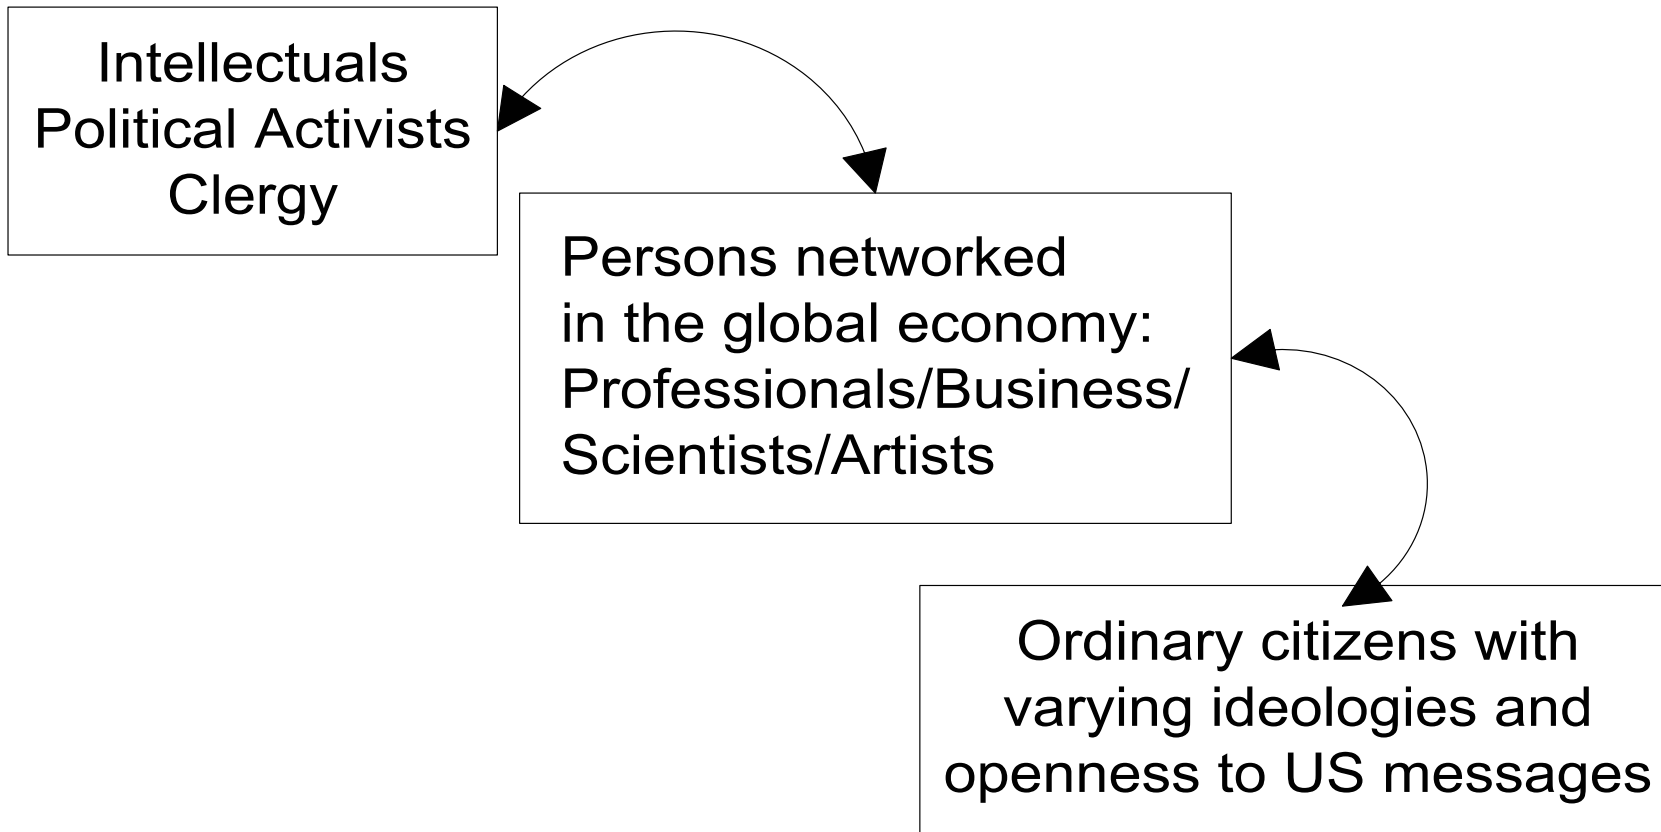 Intellectuals
Political Activists
Clergy
Persons networked
in the global economy:
Professionals/Business/
Scientists/Artists
Ordinary citizens with
varying ideologies and
openness to US messages